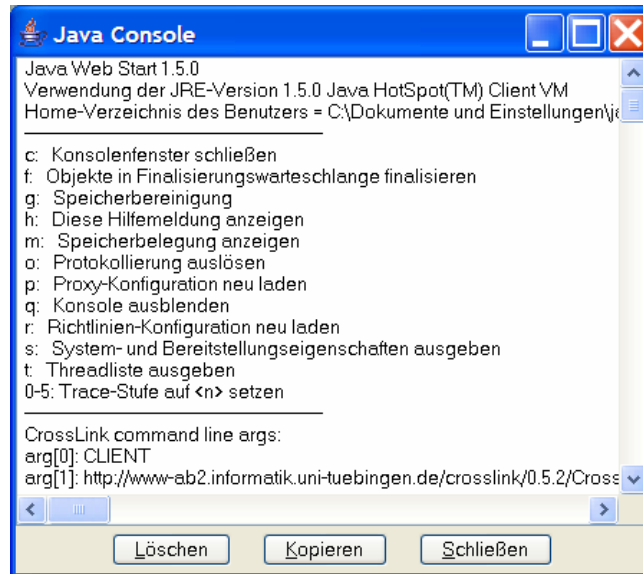 Java Console
Java Web Start 1.5.0
Verwendung der JRE-Version 1.5.0 Java HotSpot(TM) Client VM
Home-Verzeichnis des Benutzers = C:\Dokumente und Einstellungen\ja
c: Konsolenfenster schließen
f: Objekte in Finalisierungswarteschlange finalisieren
g: Speicherbereinigung
h: Diese Hilfemeldung anzeigen
m: Speicherbelegung anzeigen
o: Protokollierung auslösen
p: Proxy-Konfiguration neu laden
q: Konsole ausblenden
r: Richtlinien-Konfiguration neu laden
s: System- und Bereitstellungseigenschaften ausgeben
t: Threadliste ausgeben
0-5: Trace-Stufe auf <n> setzen
CrossLink command line args:
arg[0]: CLIENT
arg[1]: http://www-ab2.informatik.uni-tuebingen.de/crosslink/0.5.2/Cross
Löschen Kopieren Schließen